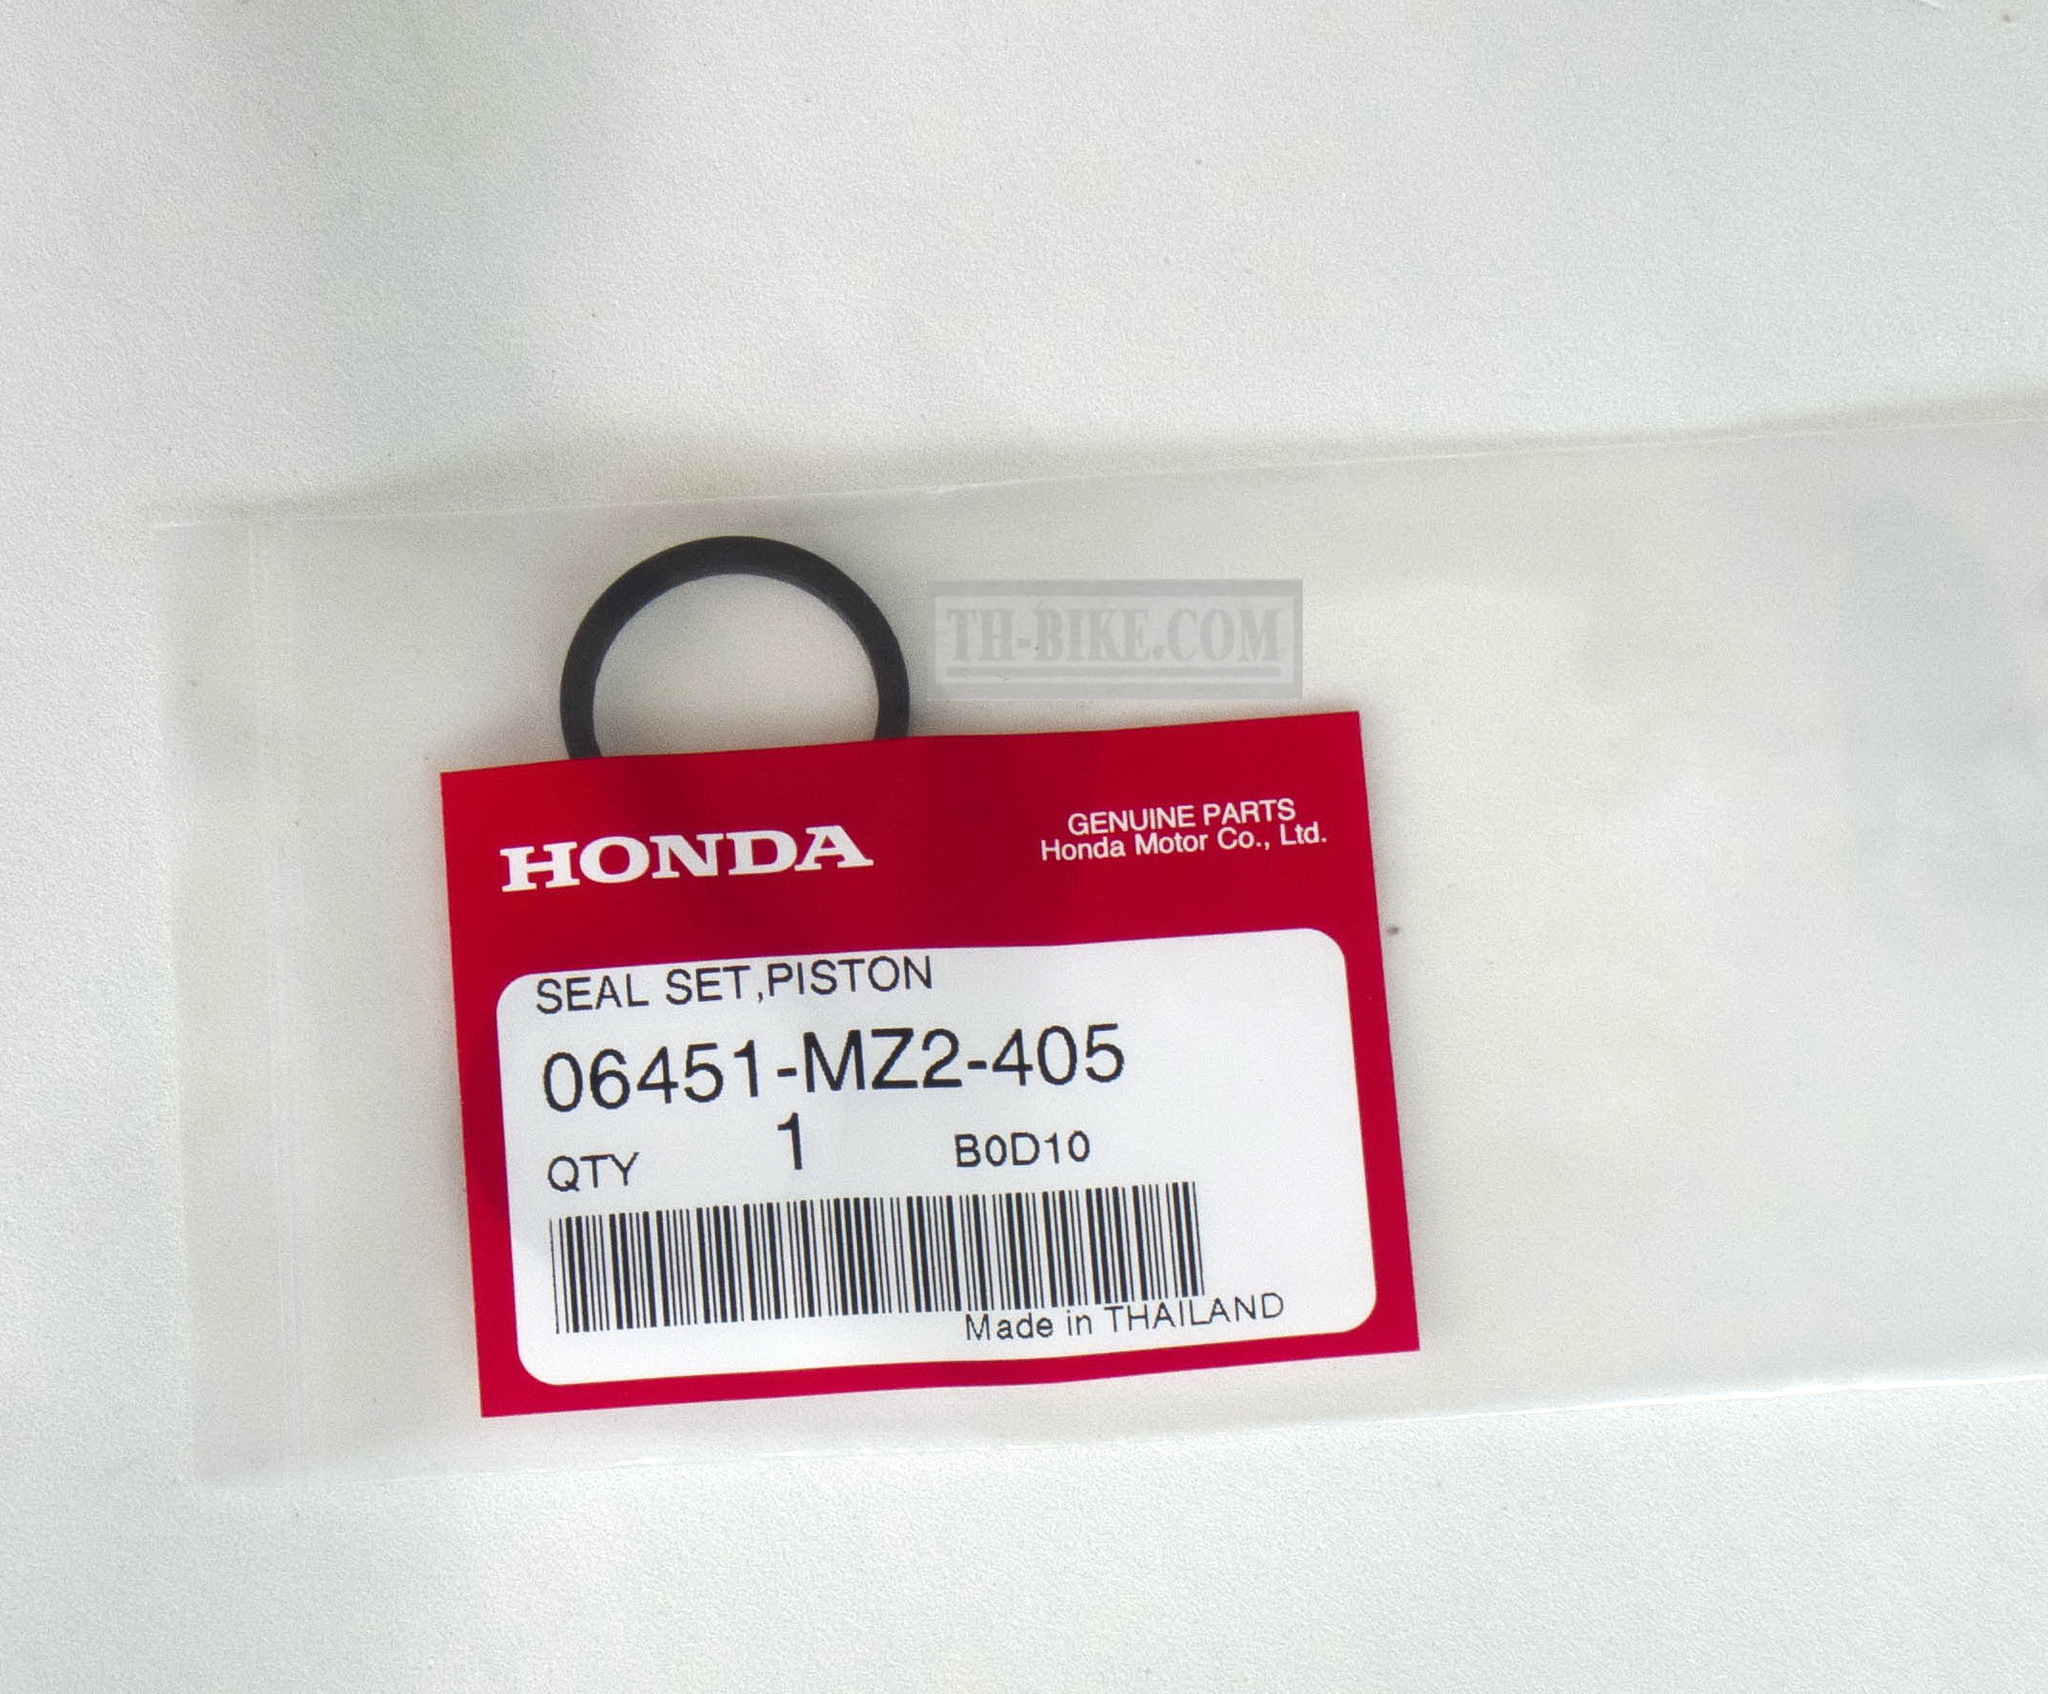 TH-BIKE.COM
HONDA
GENUINE PARTS
Honda Motor Co., Ltd.
SEAL SET,PISTON
06451-MZ2-405
QTY 1 B0D10
Made in THAILAND